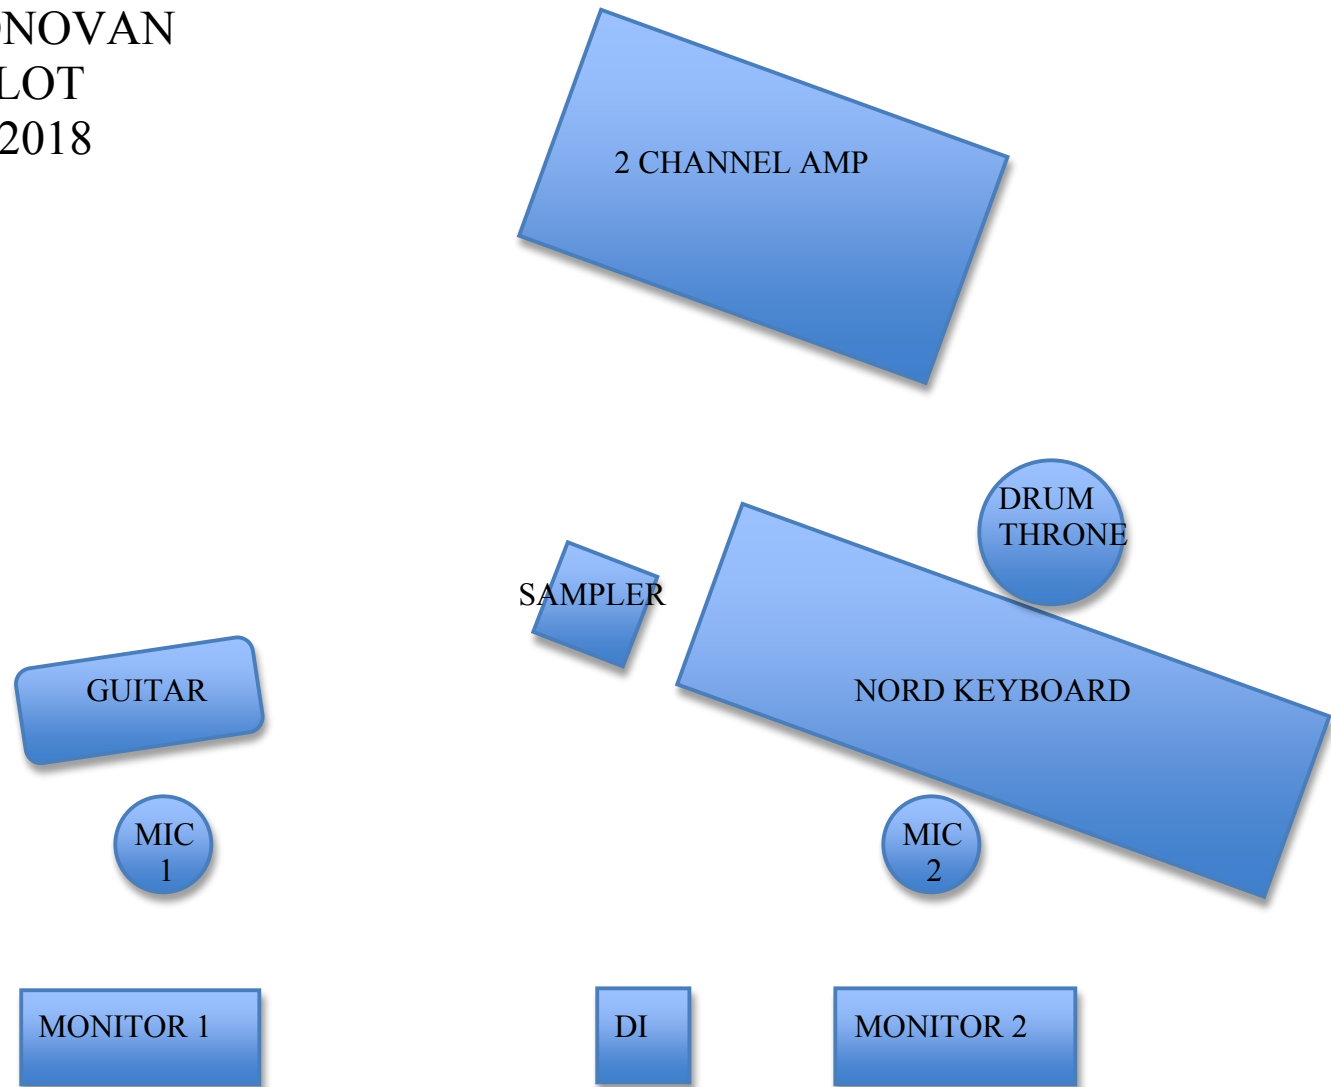 ONOVAN
LOT
2018
2 CHANNEL AMP
DRUM
THRONE
SAMPLER
GUITAR
NORD KEYBOARD
MIC
1
MIC
2
MONITOR 1
DI
MONITOR 2